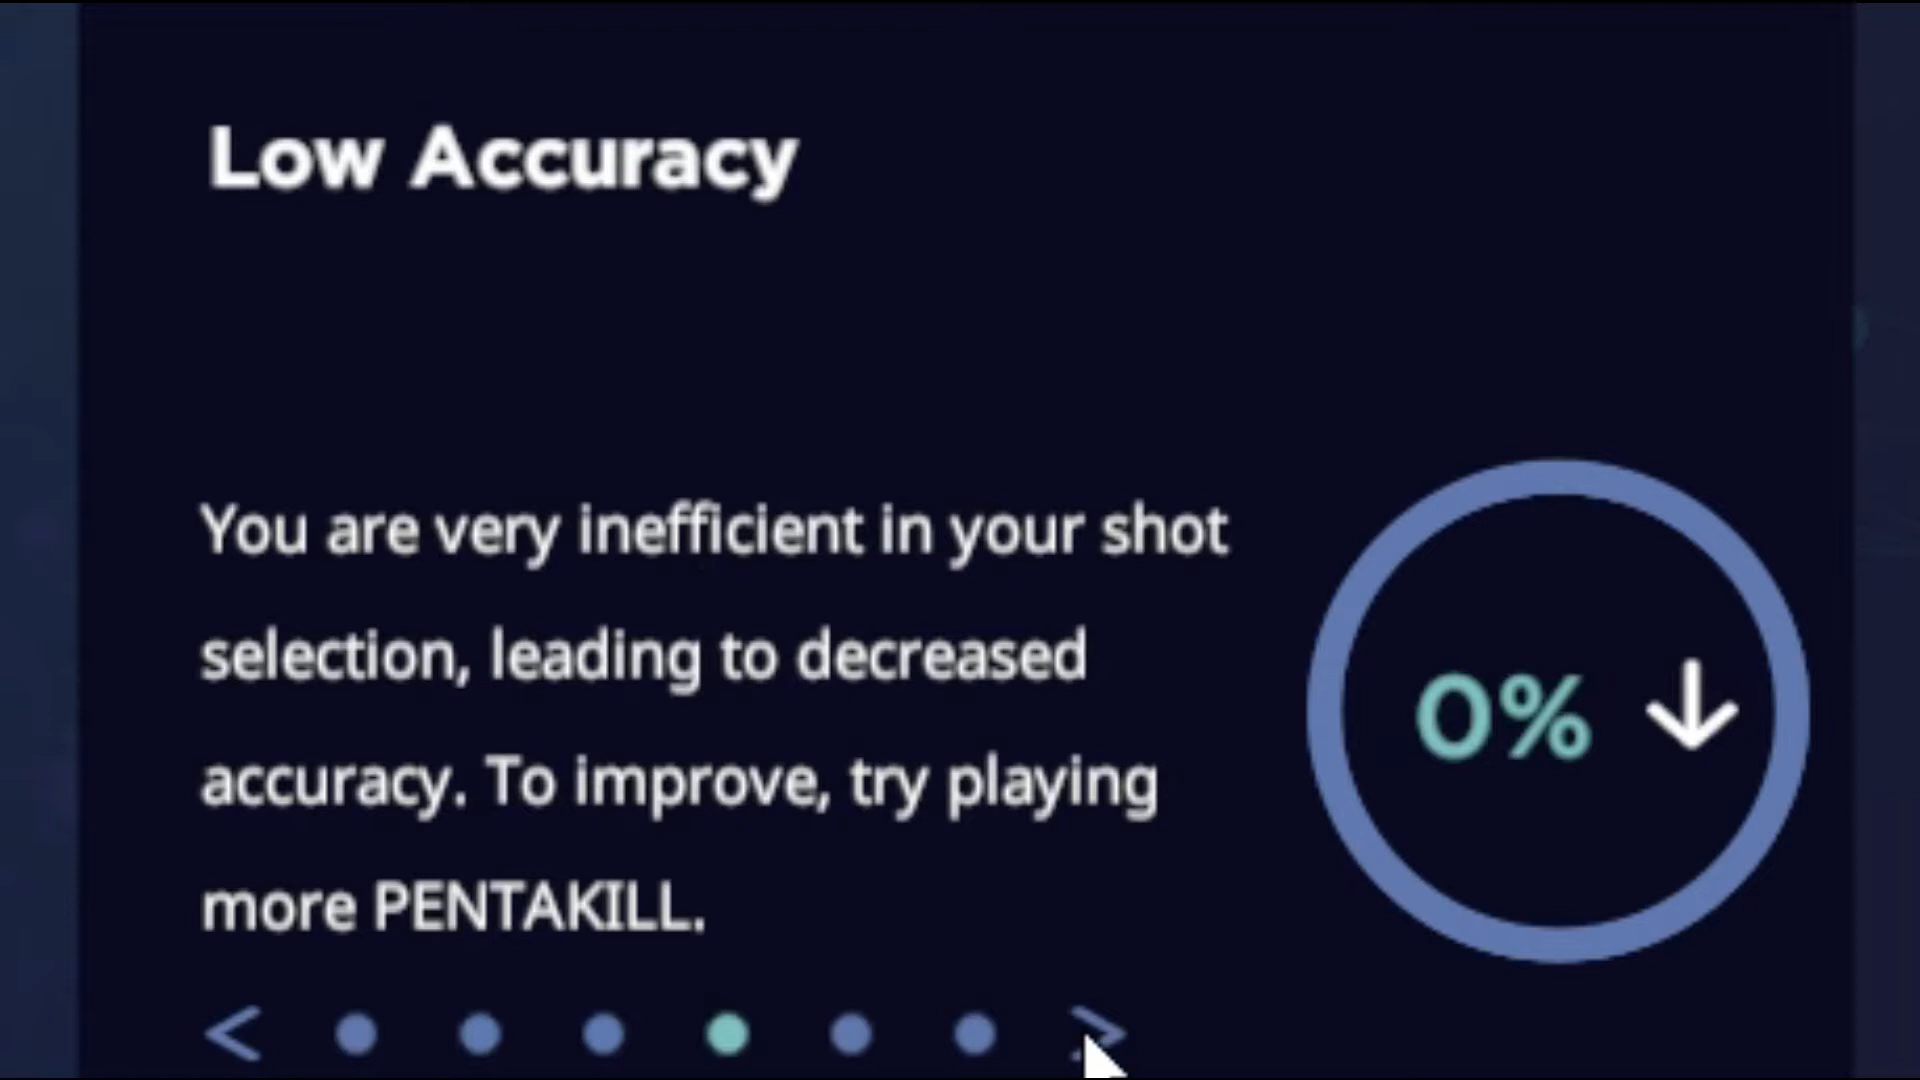 Low Accuracy
You are very inefficient in your shot
selection, leading to decreased
accuracy. To improve, try playing
more PENTAKILL.
0%